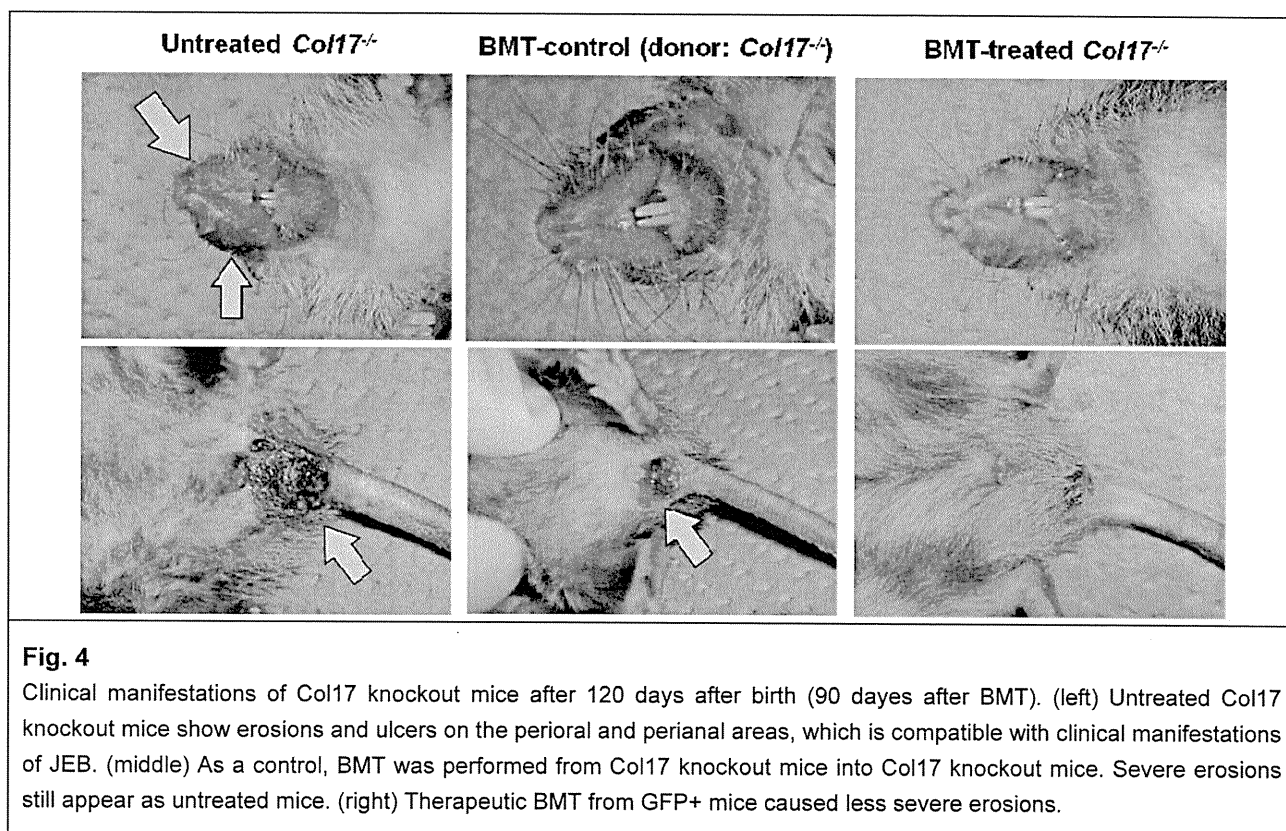 Untreated Col17-/-
BMT-control (donor: Col17-/-)
BMT-treated Col17-/-
Fig. 4
Clinical manifestations of Col17 knockout mice after 120 days after birth (90 dayes after BMT). (left) Untreated Col17
knockout mice show erosions and ulcers on the perioral and perianal areas, which is compatible with clinical manifestations
of JEB. (middle) As a control, BMT was performed from Col17 knockout mice into Col17 knockout mice. Severe erosions
still appear as untreated mice. (right) Therapeutic BMT from GFP+ mice caused less severe erosions.